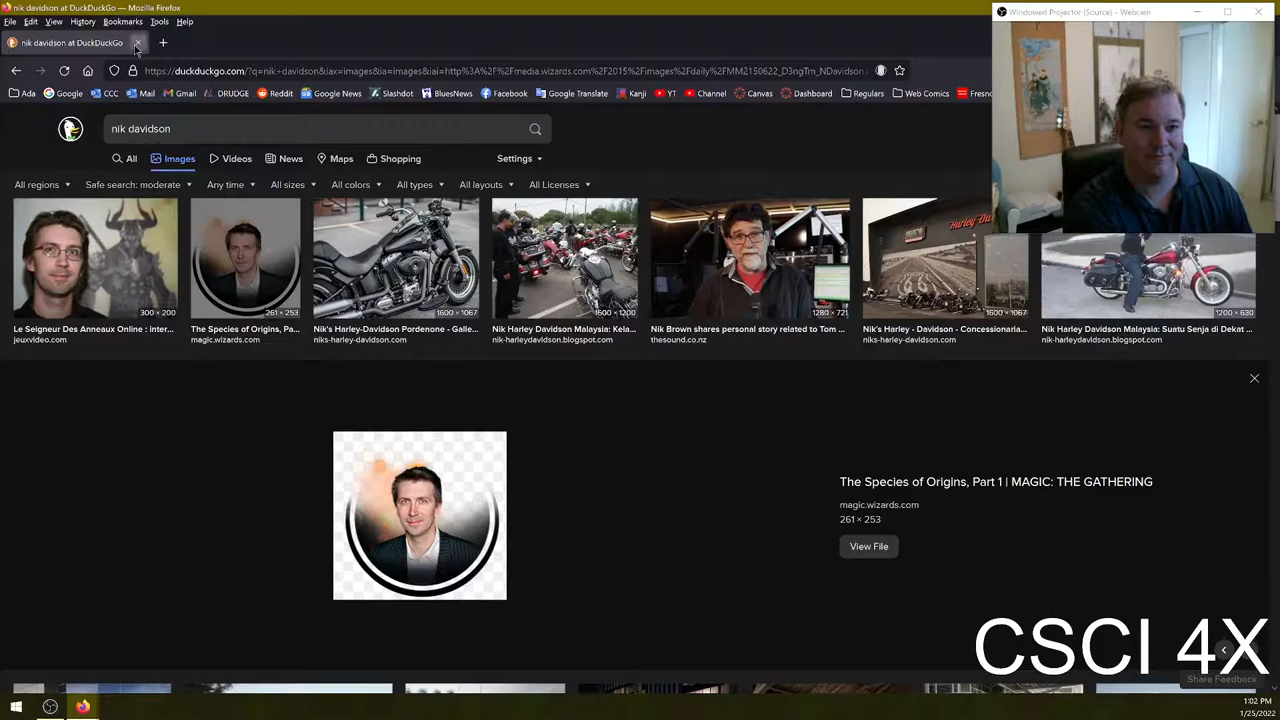 nik davidson at DuckDuckGo — Mozilla Firefox
Windowed Projector (Source) - Webcam
File Edit View History Bookmarks Tools Help
nik davidson at DuckDuckGo
https://duckduckgo.com/?q=nik+davidson&iax=images&ia=images&iai=http%3A%2F%2Fmedia.wizards.com%2F2015%2Fimages%2Fdaily%2FMM2150622_D3ngTm_NDavidson
Ada Google CCC Mail Gmail DRUDGE Reddit Google News Slashdot BluesNews Facebook Google Translate Kanji YT Channel Canvas Dashboard Regulars Web Comics Fresno
nik davidson
All Images Videos News Maps Shopping Settings
All regions Safe search: moderate Any time All sizes All colors All types All layouts All Licenses
300 × 200 261 × 253 1600 × 1067 1600 × 1200 1280 × 721 1600 × 1067 1200 × 630
Le Seigneur Des Anneaux Online : inter... The Species of Origins, Pa... Nik's Harley-Davidson Pordenone - Galle... Nik Harley Davidson Malaysia: Kela... Nik Brown shares personal story related to Tom ... Nik's Harley - Davidson - Concessionaria... Nik Harley Davidson Malaysia: Suatu Senja di Dekat ...
jeuxvideo.com magic.wizards.com niks-harley-davidson.com nik-harleydavidson.blogspot.com thesound.co.nz niks-harley-davidson.com nik-harleydavidson.blogspot.com
The Species of Origins, Part 1 | MAGIC: THE GATHERING
magic.wizards.com
261 × 253
View File
CSCI 4X
Share Feedback
1:02 PM
1/25/2022